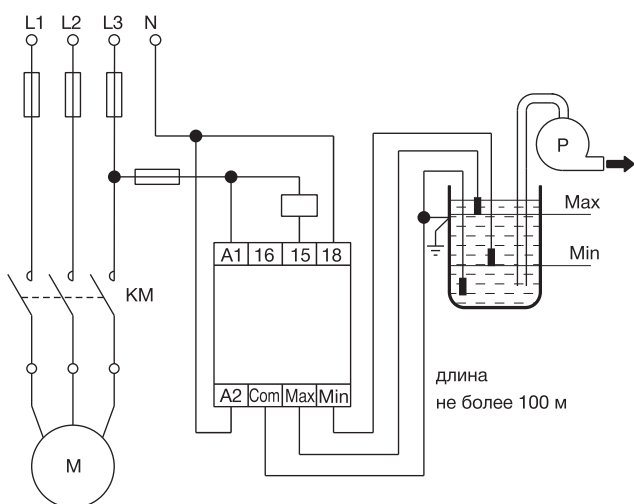 L1 L2 L3 N
P
Max
A1 16 15 18
Min
KM
A2 Com Max Min
длина
не более 100 м
M